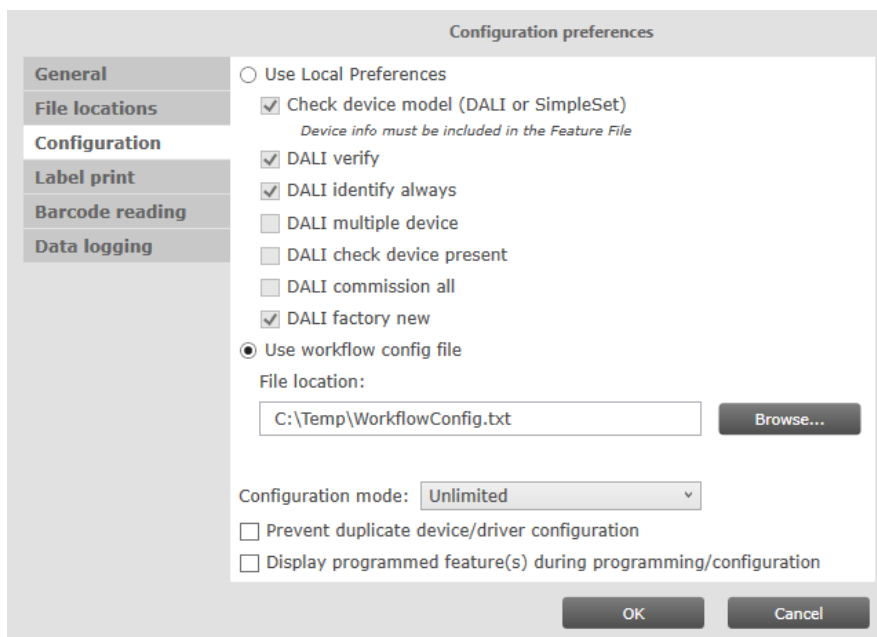 Configuration preferences
General
File locations
Configuration
Label print
Barcode reading
Data logging
Use Local Preferences
Check device model (DALI or SimpleSet)
Device info must be included in the Feature File
DALI verify
DALI identify always
DALI multiple device
DALI check device present
DALI commission all
DALI factory new
Use workflow config file
File location:
C:\Temp\WorkflowConfig.txt
Browse...
Configuration mode: Unlimited
Prevent duplicate device/driver configuration
Display programmed feature(s) during programming/configuration
OK Cancel